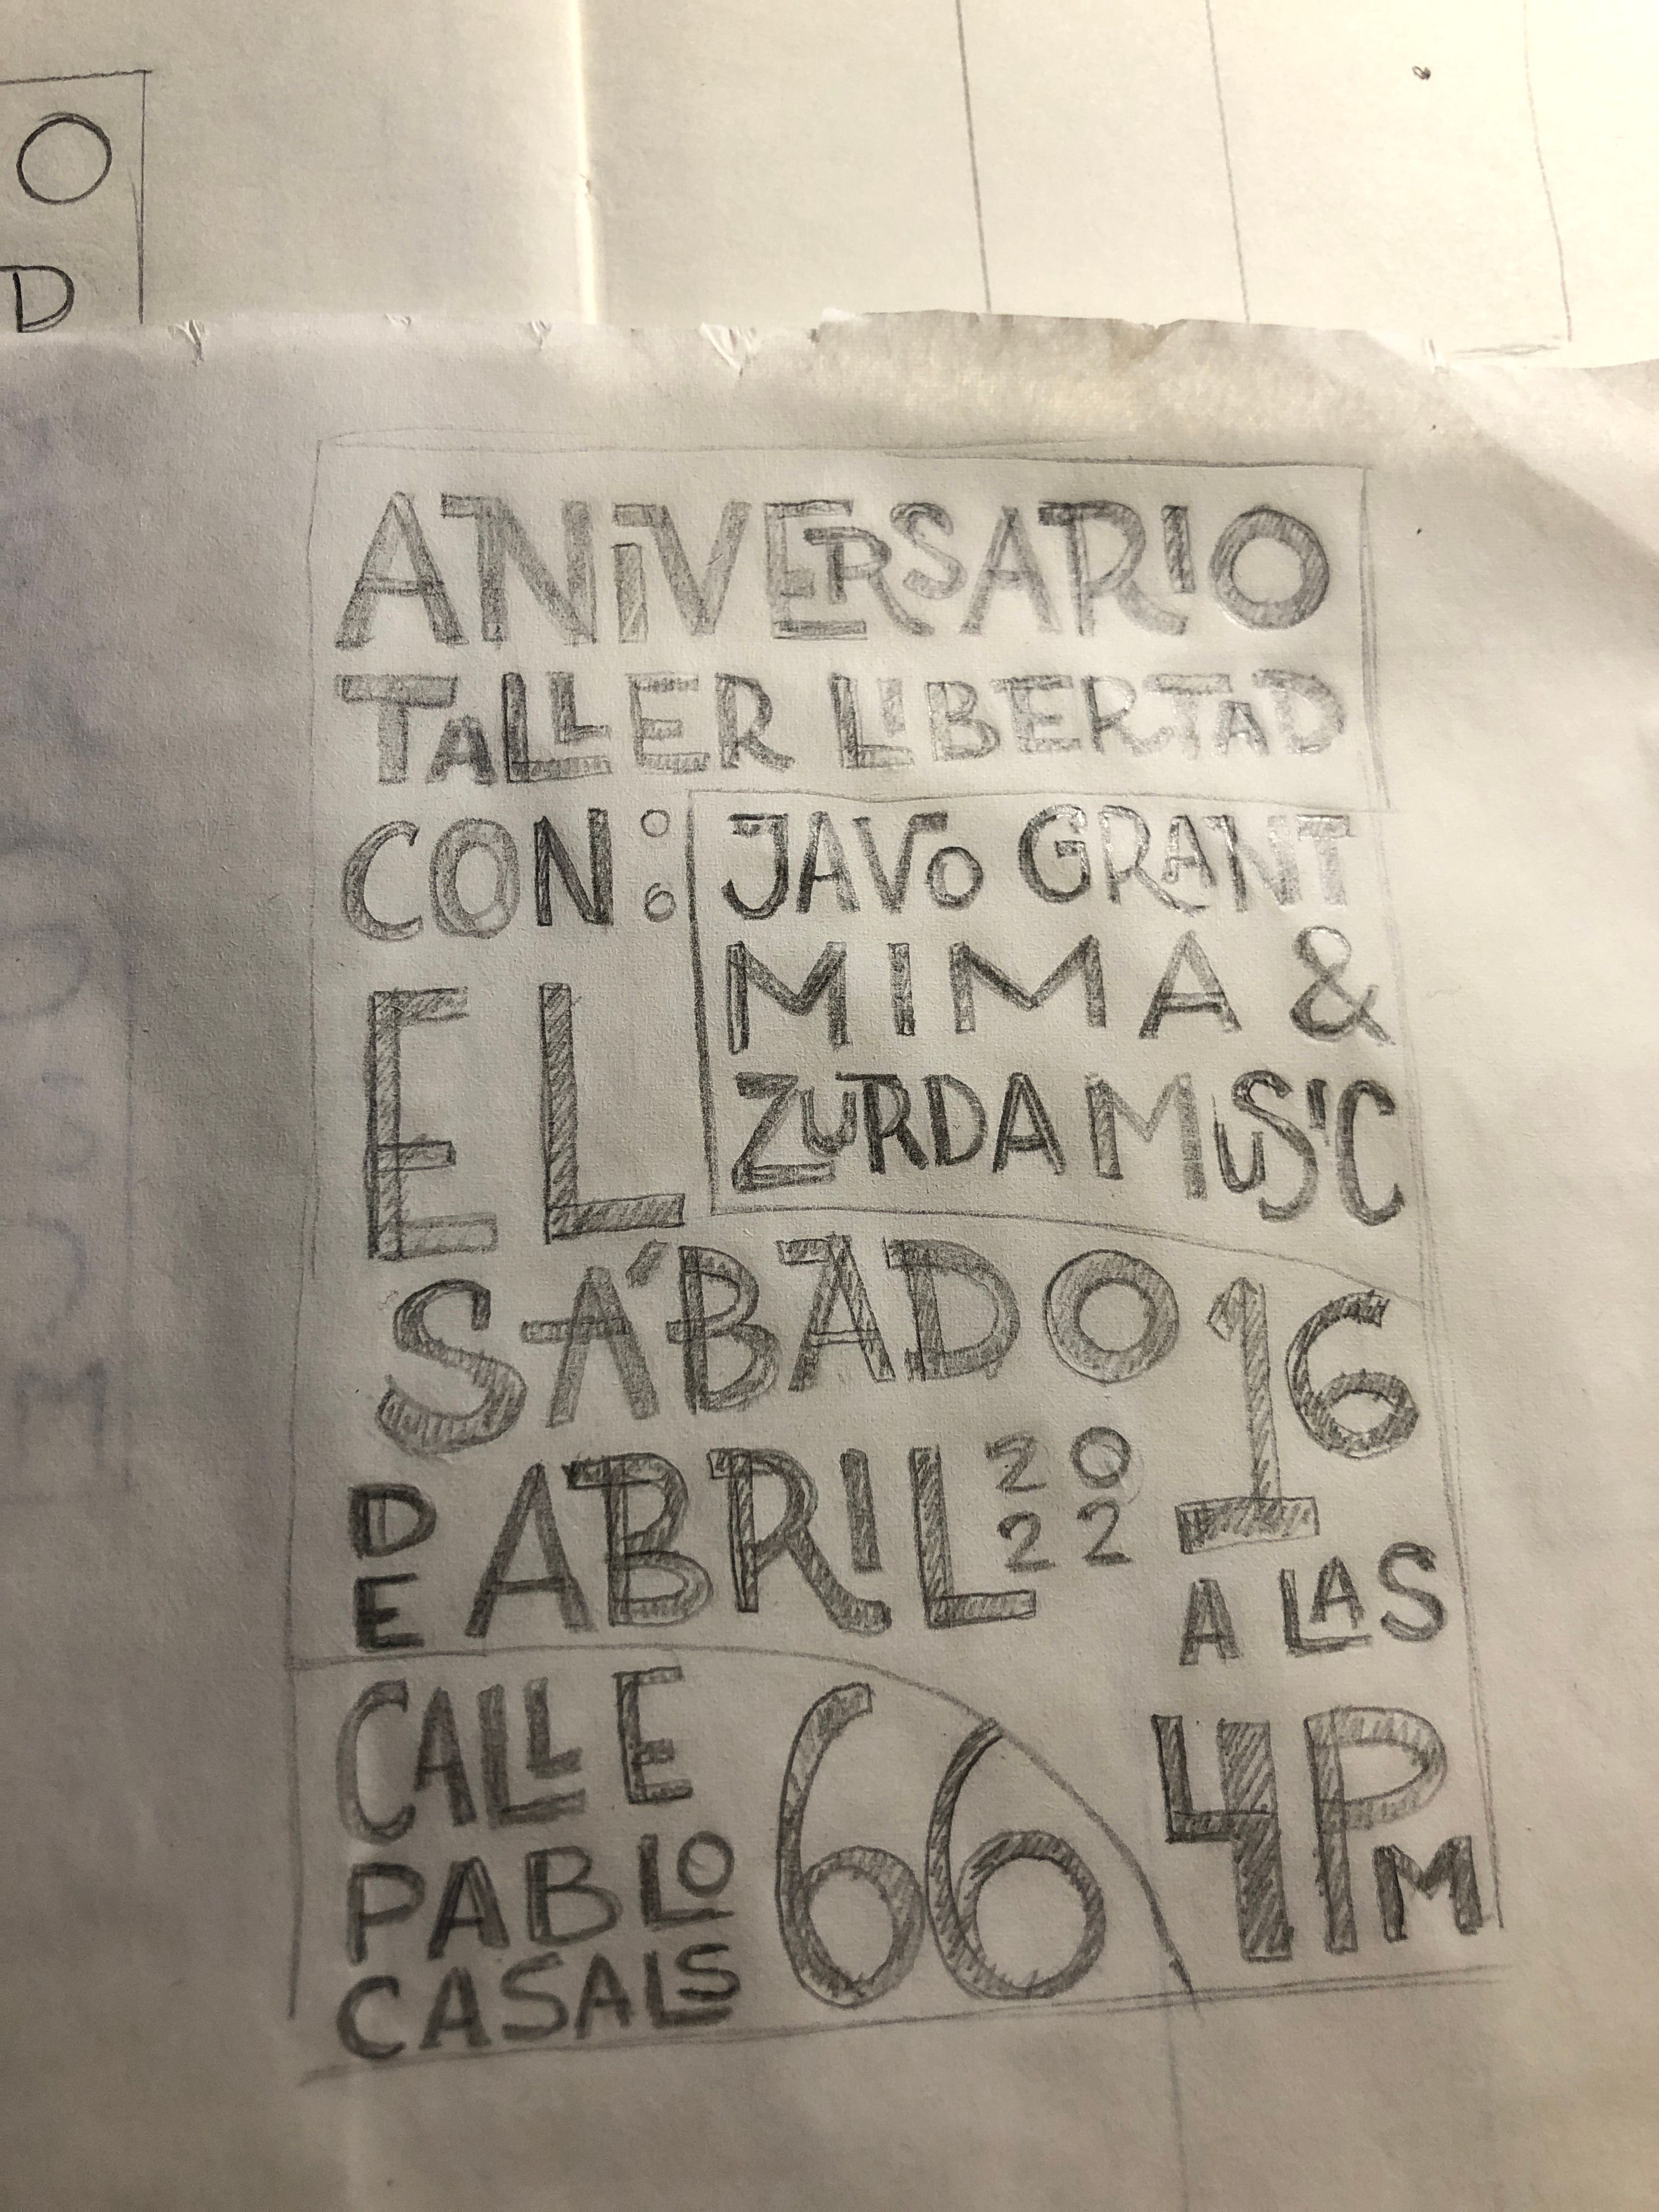 O
D
ANIVERSARIO
TALLER LIBERTAD
CON:
JAVO GRANT
MIMA &
ZURDA MUSIC
EL
SÁBADO 16
DE ABRIL 2022
A LAS
4PM
CALLE
PABLO
CASALS
66